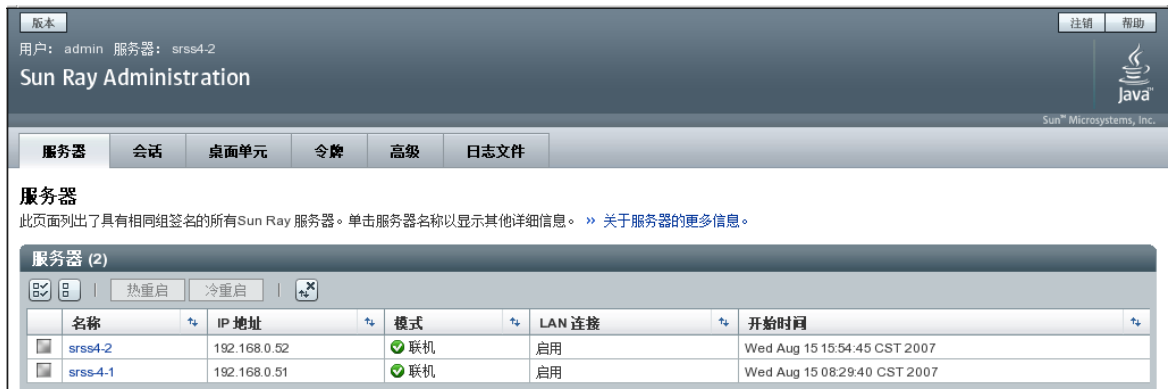 版本
注销 帮助
用户: admin 服务器: srss4-2
Sun Ray Administration
Java™
Sun™ Microsystems, Inc.
服务器 会话 桌面单元 令牌 高级 日志文件
服务器
此页面列出了具有相同组签名的所有Sun Ray 服务器。单击服务器名称以显示其他详细信息。 » 关于服务器的更多信息。
服务器 (2)
热重启 冷重启
名称 IP 地址 模式 LAN 连接 开始时间
srss4-2 192.168.0.52 联机 启用 Wed Aug 15 15:54:45 CST 2007
srss-4-1 192.168.0.51 联机 启用 Wed Aug 15 08:29:40 CST 2007